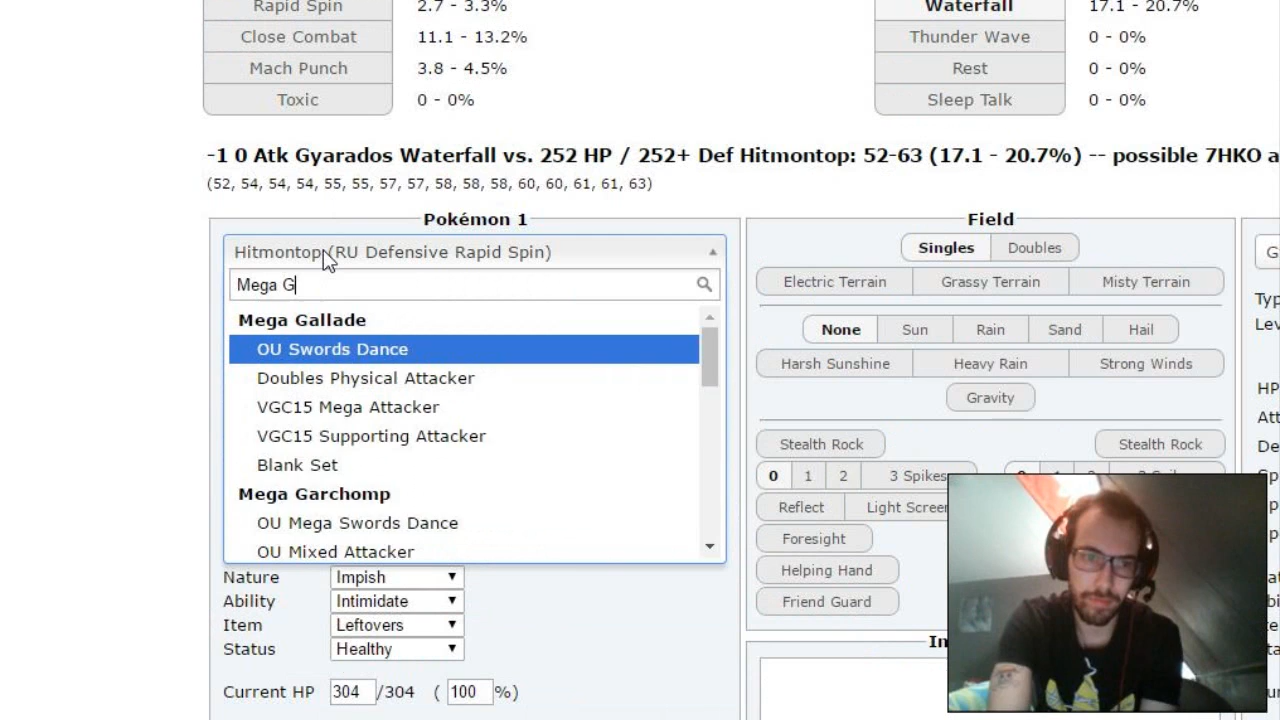 Rapid Spin 2.7 - 3.3% Waterfall 17.1 - 20.7%
Close Combat 11.1 - 13.2% Thunder Wave 0 - 0%
Mach Punch 3.8 - 4.5% Rest 0 - 0%
Toxic 0 - 0% Sleep Talk 0 - 0%
-1 0 Atk Gyarados Waterfall vs. 252 HP / 252+ Def Hitmontop: 52-63 (17.1 - 20.7%) -- possible 7HKO a
(52, 54, 54, 54, 55, 55, 57, 57, 58, 58, 58, 60, 60, 61, 61, 63)
Pokémon 1
Hitmontop (RU Defensive Rapid Spin)
Mega G
Mega Gallade
OU Swords Dance
Doubles Physical Attacker
VGC15 Mega Attacker
VGC15 Supporting Attacker
Blank Set
Mega Garchomp
OU Mega Swords Dance
OU Mixed Attacker
Nature Impish
Ability Intimidate
Item Leftovers
Status Healthy
Current HP 304 /304 ( 100 %)
Field
Singles Doubles
Electric Terrain Grassy Terrain Misty Terrain
None Sun Rain Sand Hail
Harsh Sunshine Heavy Rain Strong Winds
Gravity
Stealth Rock Stealth Rock
0 1 2 3 Spikes
Reflect Light Screen
Foresight
Helping Hand
Friend Guard
G
Typ
Leve
HP
Att
De